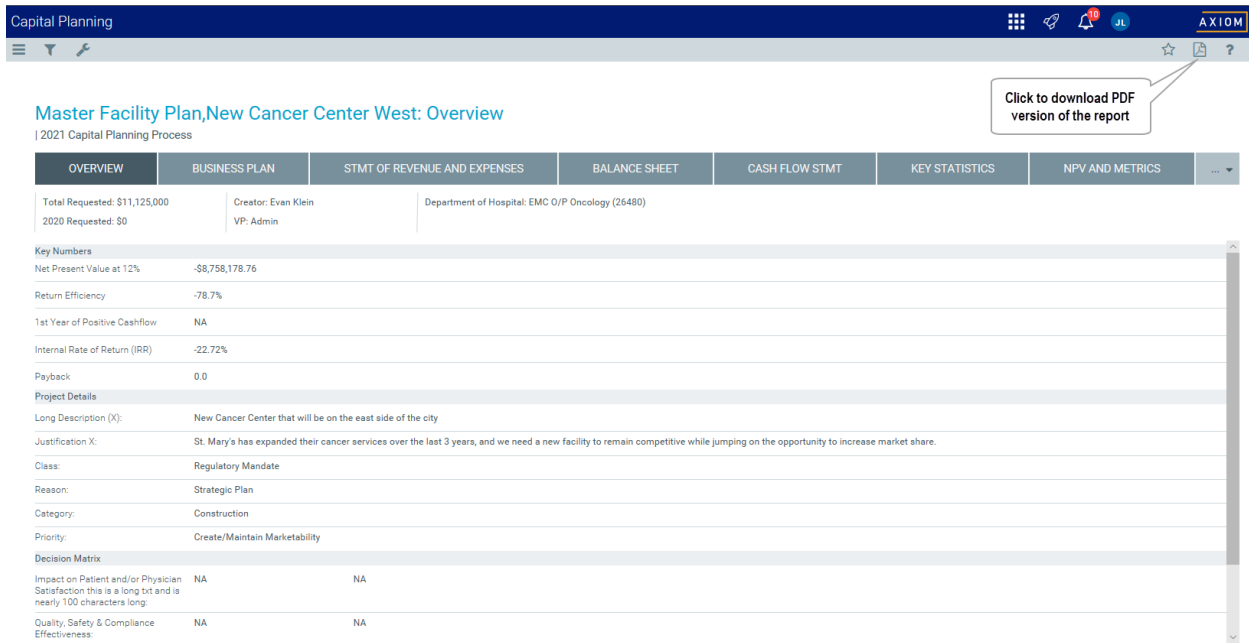 Capital Planning
10
JL
AXIOM
?
Click to download PDF
version of the report
Master Facility Plan,New Cancer Center West: Overview
| 2021 Capital Planning Process
OVERVIEW BUSINESS PLAN STMT OF REVENUE AND EXPENSES BALANCE SHEET CASH FLOW STMT KEY STATISTICS NPV AND METRICS ...
Total Requested: $11,125,000 Creator: Evan Klein Department of Hospital: EMC O/P Oncology (26480)
2020 Requested: $0 VP: Admin
Key Numbers
Net Present Value at 12% -$8,758,178.76
Return Efficiency -78.7%
1st Year of Positive Cashflow NA
Internal Rate of Return (IRR) -22.72%
Payback 0.0
Project Details
Long Description (X): New Cancer Center that will be on the east side of the city
Justification X: St. Mary's has expanded their cancer services over the last 3 years, and we need a new facility to remain competitive while jumping on the opportunity to increase market share.
Class: Regulatory Mandate
Reason: Strategic Plan
Category: Construction
Priority: Create/Maintain Marketability
Decision Matrix
Impact on Patient and/or Physician NA NA
Satisfaction this is a long txt and is
nearly 100 characters long:
Quality, Safety & Compliance NA NA
Effectiveness: